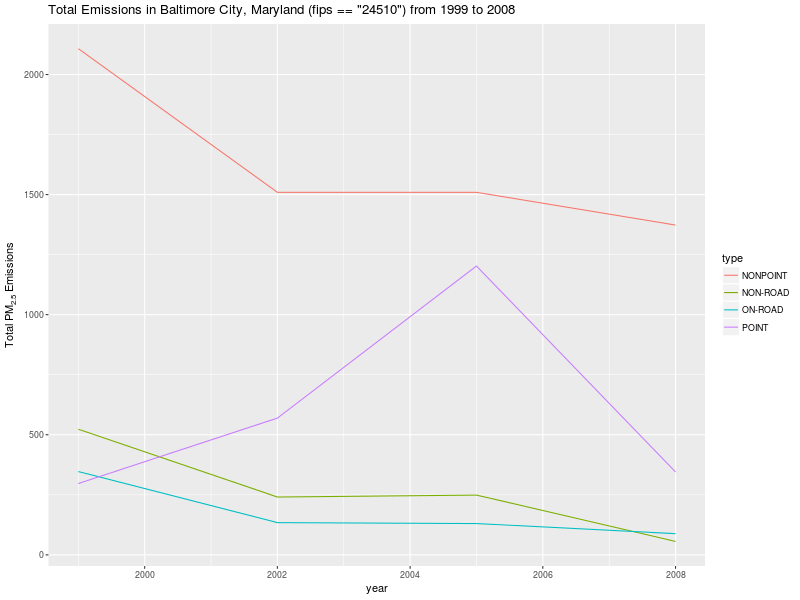 Total Emissions in Baltimore City, Maryland (fips == "24510") from 1999 to 2008
Total PM2.5 Emissions
2000
1500
1000
500
0
2000 2002 2004 2006 2008
year
type
NONPOINT
NON-ROAD
ON-ROAD
POINT